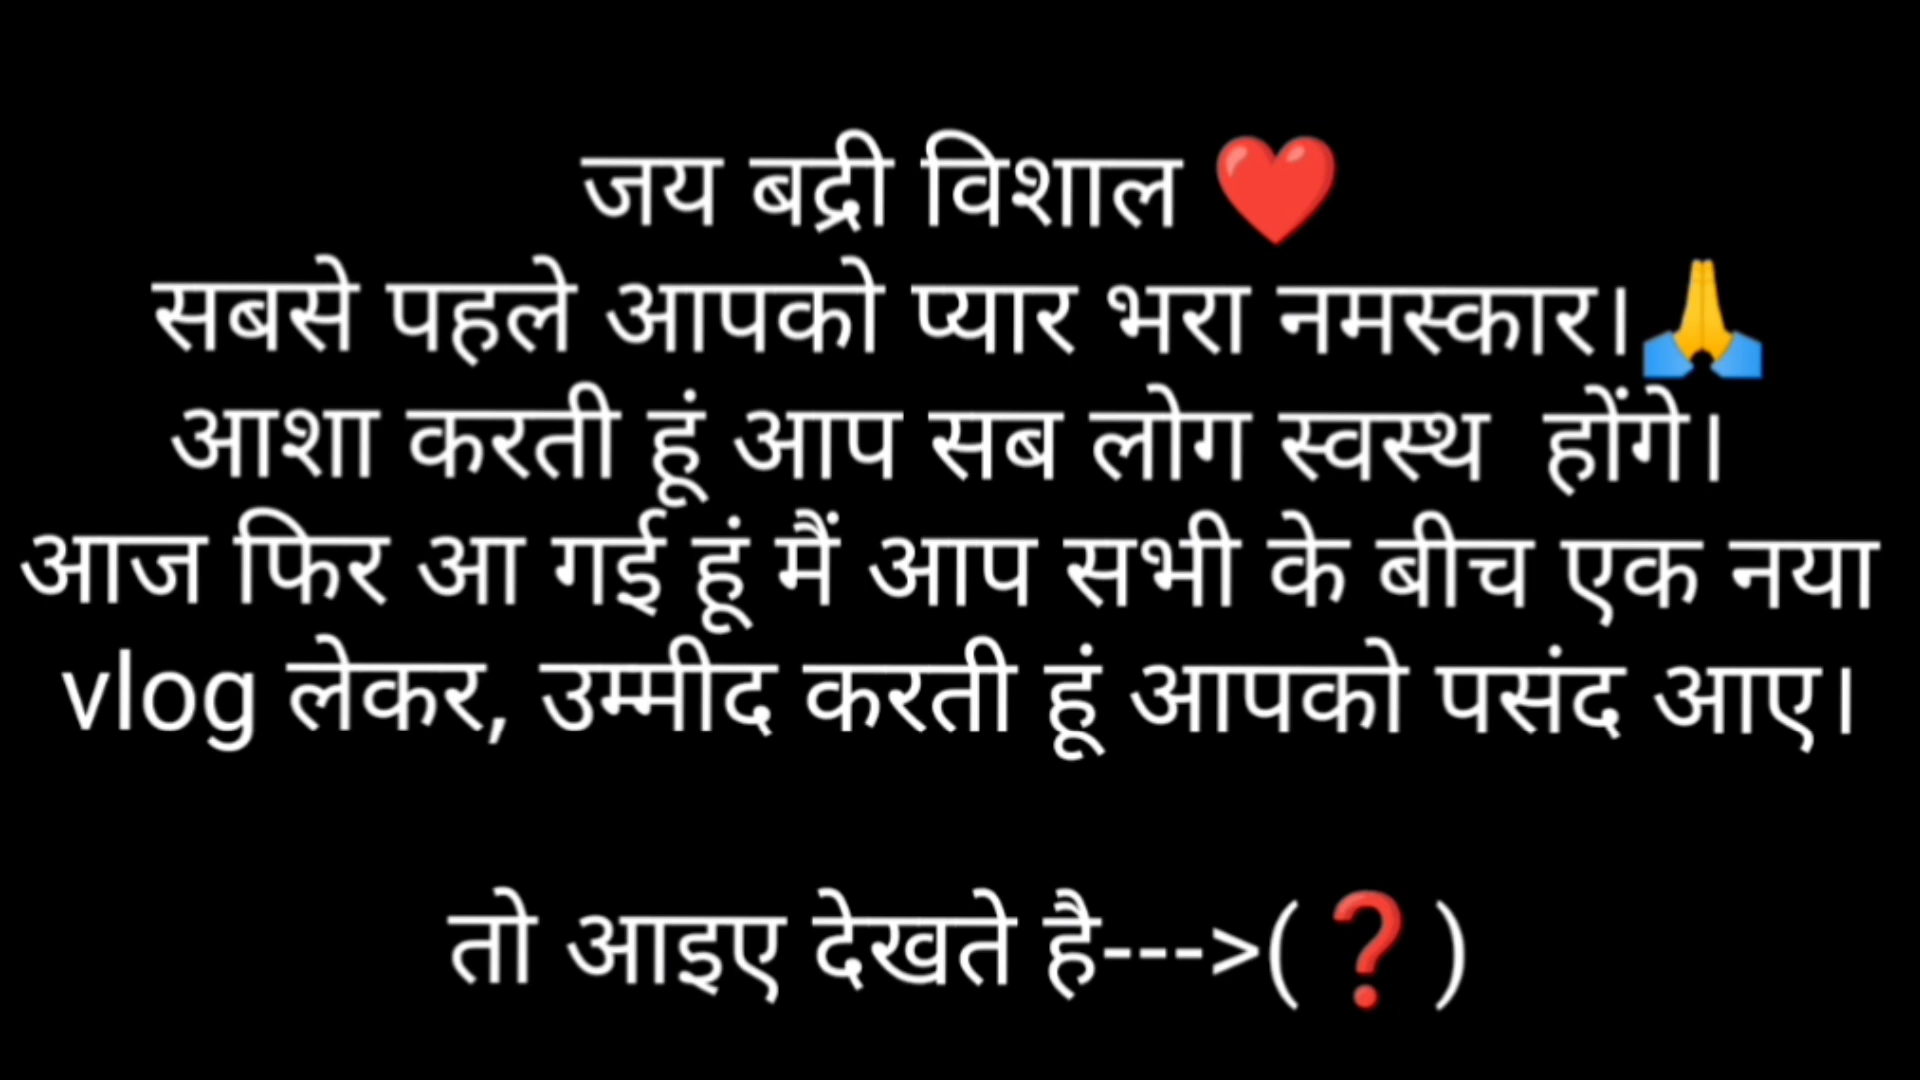 जय बद्री विशाल ❤️
सबसे पहले आपको प्यार भरा नमस्कार।🙏
आशा करती हूं आप सब लोग स्वस्थ  होंगे।
आज फिर आ गई हूं मैं आप सभी के बीच एक नया
vlog लेकर, उम्मीद करती हूं आपको पसंद आए।
तो आइए देखते है--->(❓)